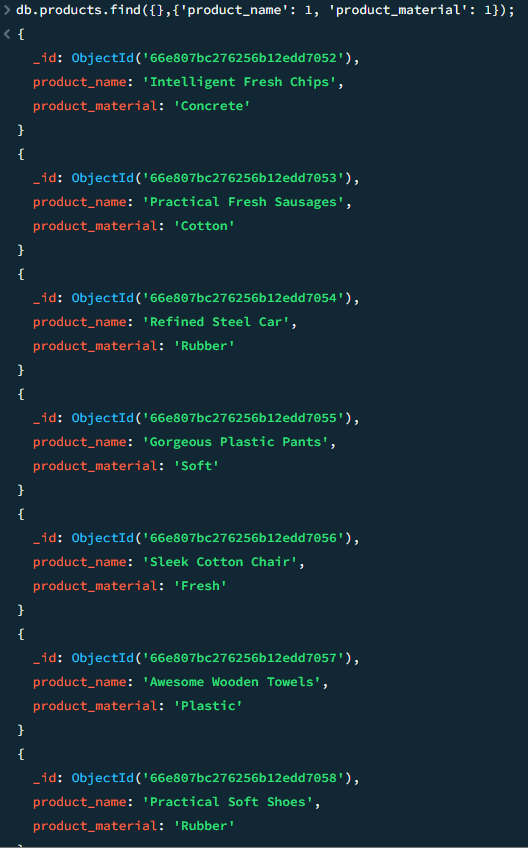 > db.products.find({},{'product_name': 1, 'product_material': 1});
< {
_id: ObjectId('66e807bc276256b12edd7052'),
product_name: 'Intelligent Fresh Chips',
product_material: 'Concrete'
}
{
_id: ObjectId('66e807bc276256b12edd7053'),
product_name: 'Practical Fresh Sausages',
product_material: 'Cotton'
}
{
_id: ObjectId('66e807bc276256b12edd7054'),
product_name: 'Refined Steel Car',
product_material: 'Rubber'
}
{
_id: ObjectId('66e807bc276256b12edd7055'),
product_name: 'Gorgeous Plastic Pants',
product_material: 'Soft'
}
{
_id: ObjectId('66e807bc276256b12edd7056'),
product_name: 'Sleek Cotton Chair',
product_material: 'Fresh'
}
{
_id: ObjectId('66e807bc276256b12edd7057'),
product_name: 'Awesome Wooden Towels',
product_material: 'Plastic'
}
{
_id: ObjectId('66e807bc276256b12edd7058'),
product_name: 'Practical Soft Shoes',
product_material: 'Rubber'
}